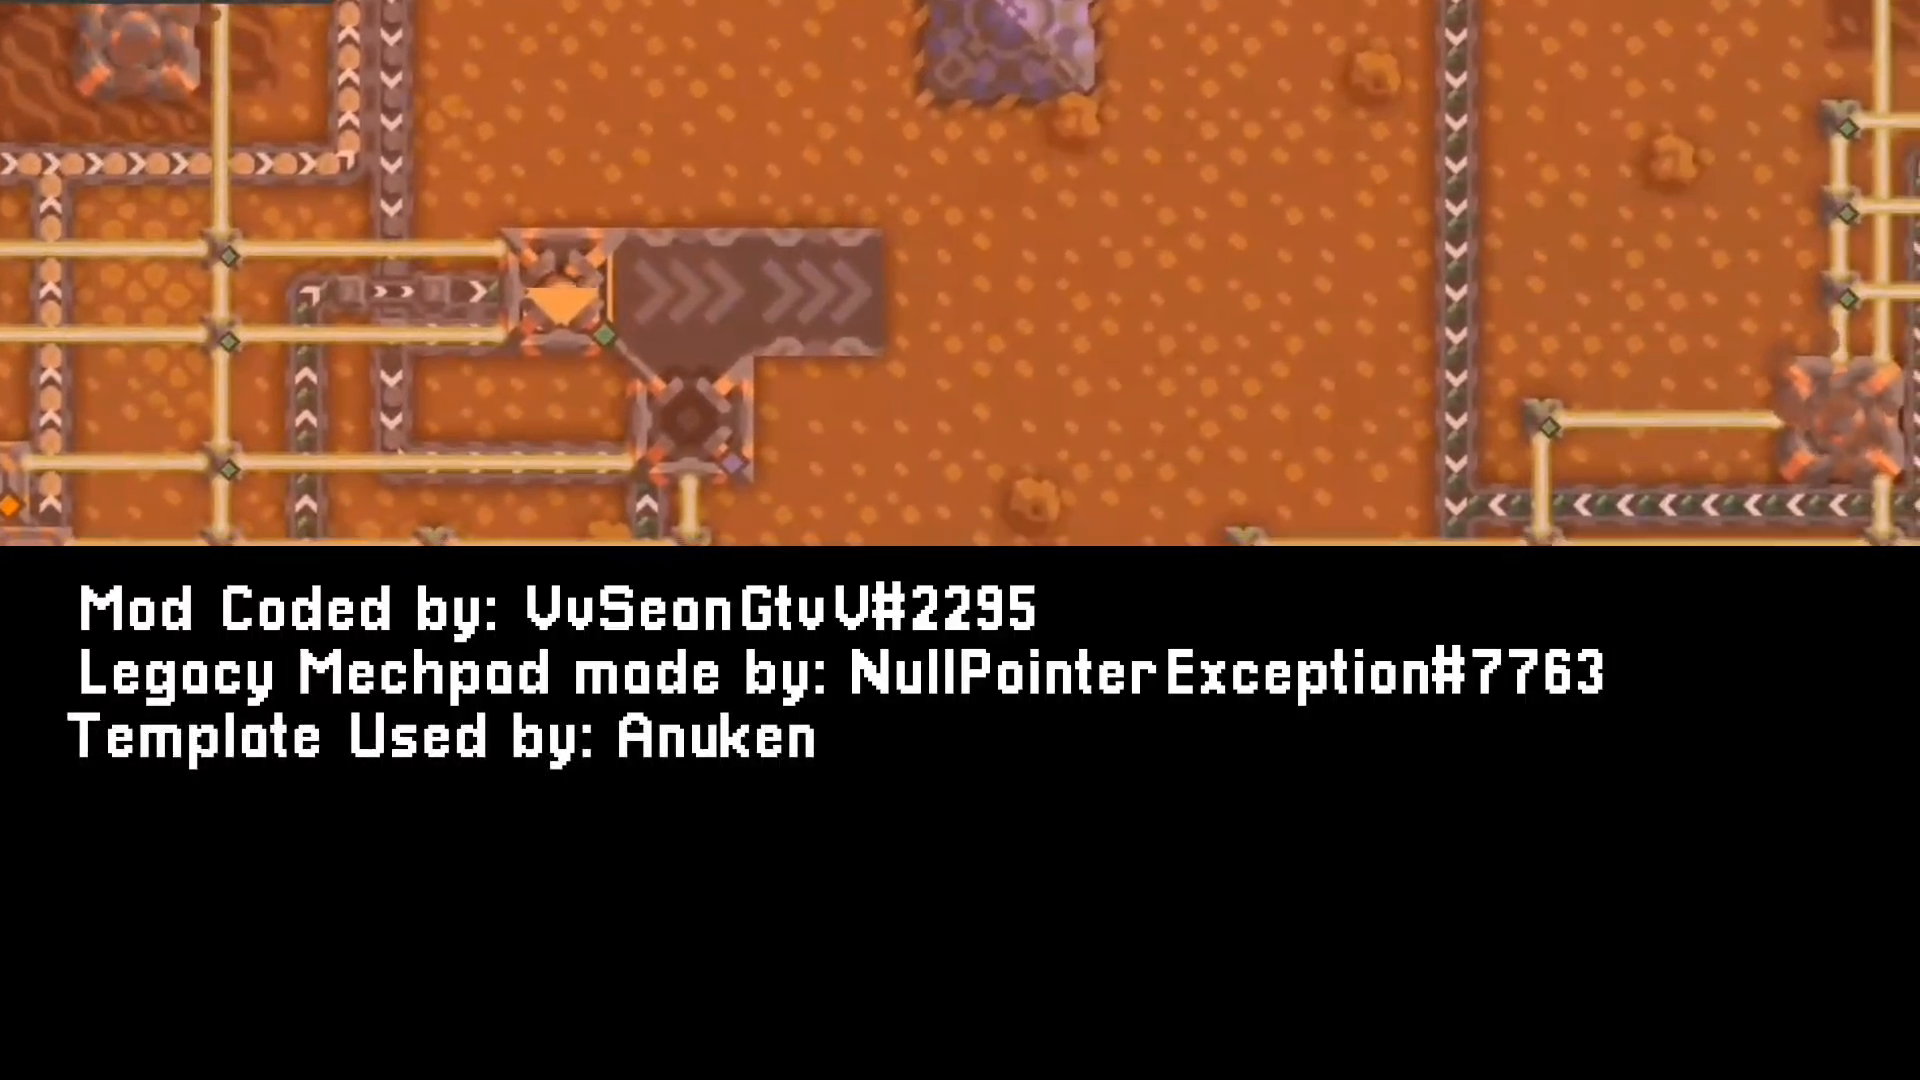 Mod Coded by: VvSeanGtvV#2295
Legacy Mechpad made by: NullPointerException#7763
Template Used by: Anuken